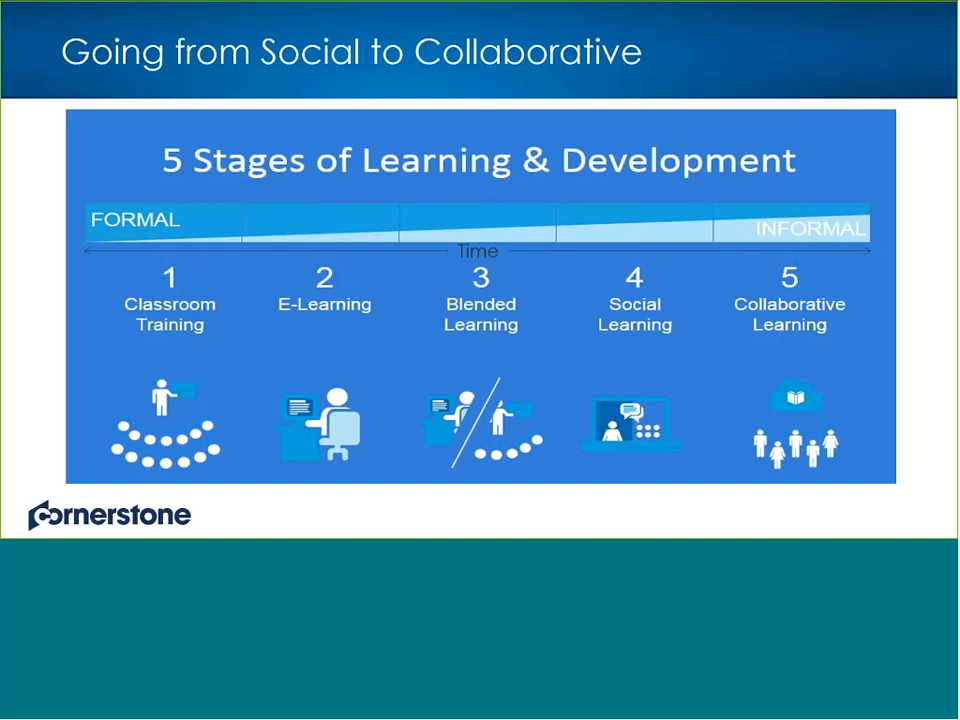 Going from Social to Collaborative
5 Stages of Learning & Development
FORMAL
INFORMAL
Time
1
Classroom
Training
2
E-Learning
3
Blended
Learning
4
Social
Learning
5
Collaborative
Learning
Cornerstone